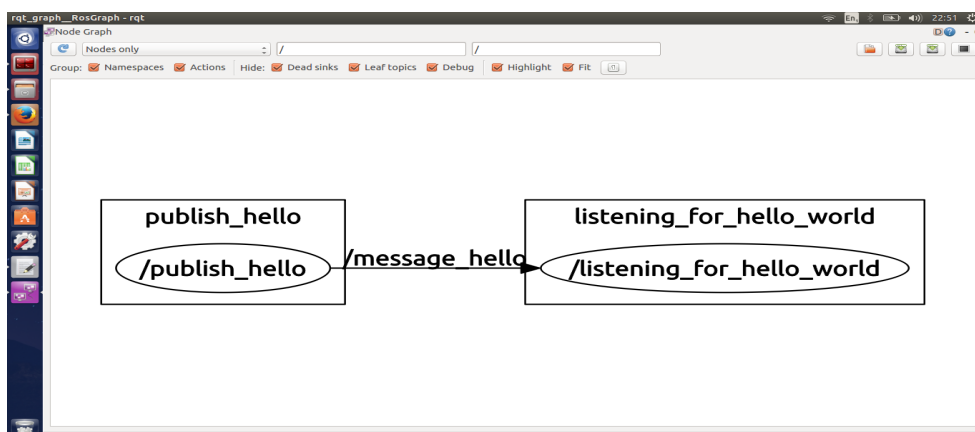 rqt_graph__RosGraph - rqt En 22:51
Node Graph D
Nodes only / /
Group: Namespaces Actions Hide: Dead sinks Leaf topics Debug Highlight Fit
publish_hello listening_for_hello_world
/publish_hello /message_hello /listening_for_hello_world